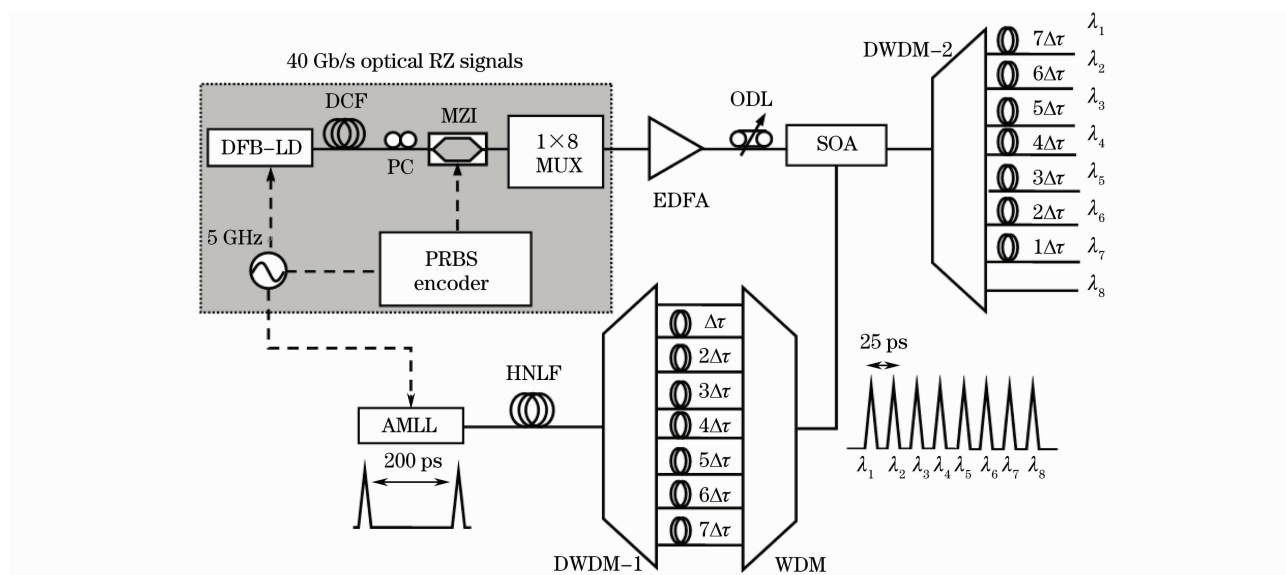 40 Gb/s optical RZ signals
DCF
MZI
DFB-LD
PC
1×8
MUX
5 GHz
PRBS
encoder
EDFA
ODL
SOA
DWDM-2
7Δτ
λ1
6Δτ
λ2
5Δτ
λ3
4Δτ
λ4
3Δτ
λ5
2Δτ
λ6
1Δτ
λ7
λ8
HNLF
AMLL
200 ps
Δτ
2Δτ
3Δτ
4Δτ
5Δτ
6Δτ
7Δτ
DWDM-1
WDM
25 ps
λ1 λ2 λ3 λ4 λ5 λ6 λ7 λ8